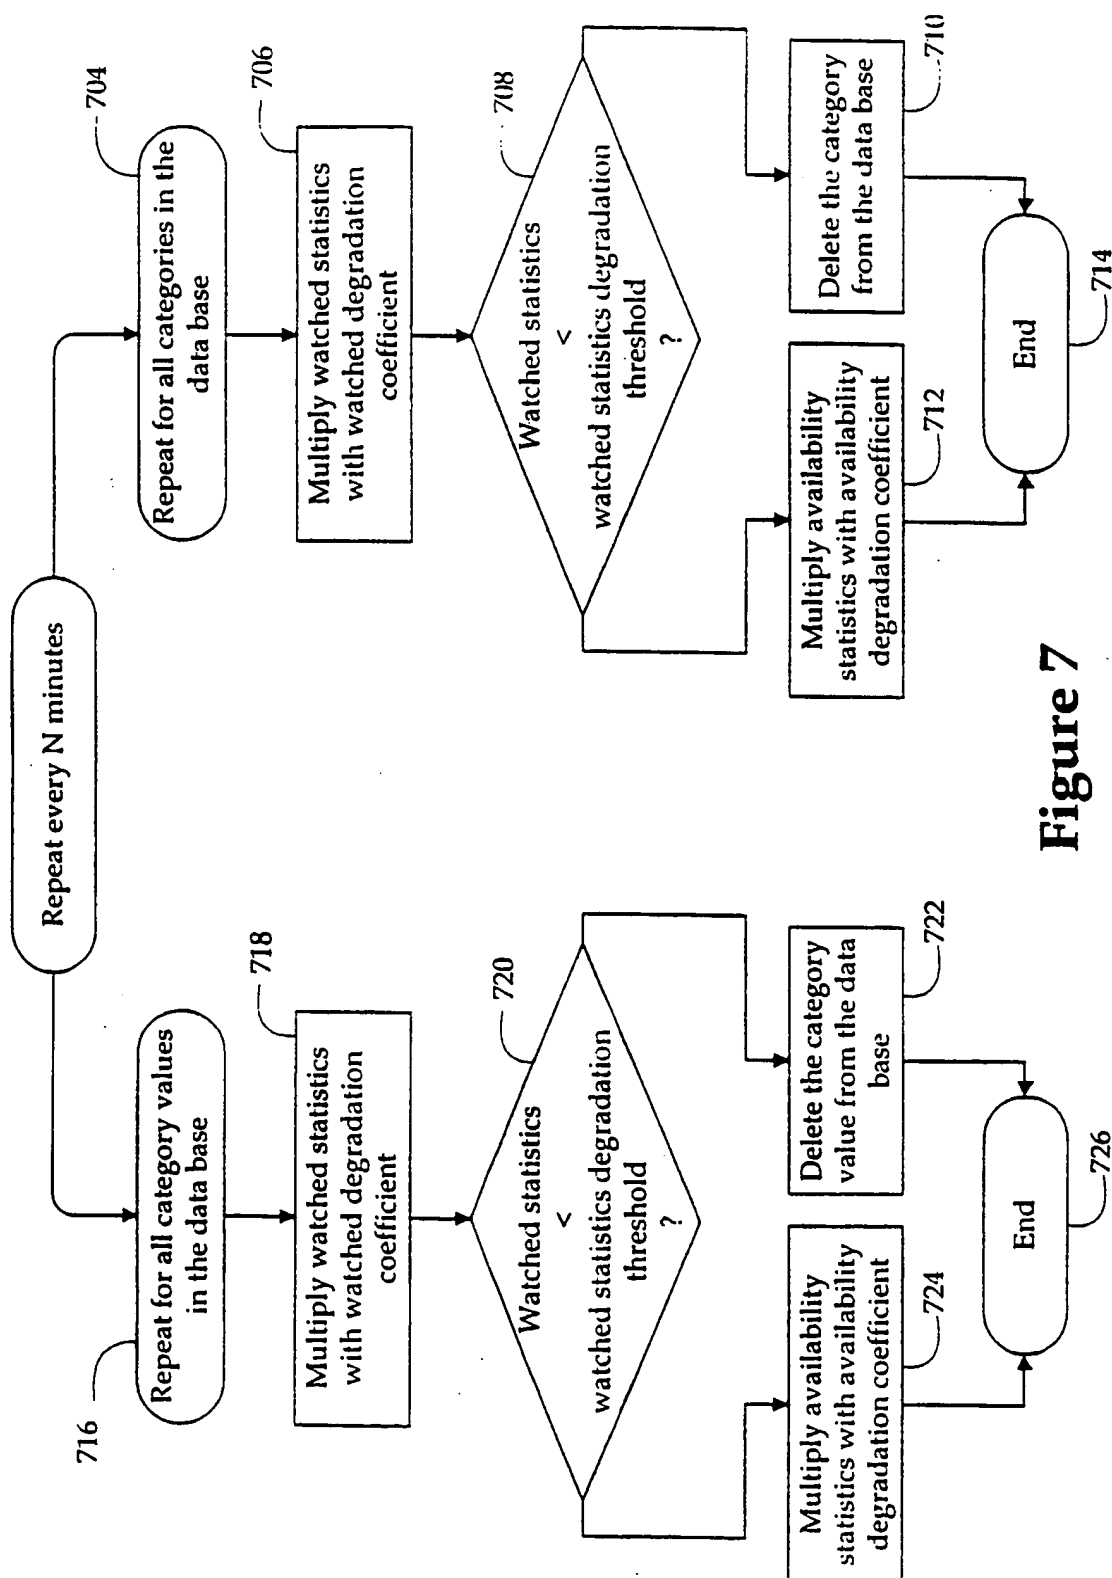 Repeat every N minutes
716
Repeat for all category values
in the data base
718
Multiply watched statistics
with watched degradation
coefficient
720
Watched statistics
<
watched statistics degradation
threshold
?
Multiply availability
statistics with availability
degradation coefficient
724
Delete the category
value from the data
base
722
End
726
704
Repeat for all categories in the
data base
706
Multiply watched statistics
with watched degradation
coefficient
708
Watched statistics
<
watched statistics degradation
threshold
?
Multiply availability
statistics with availability
degradation coefficient
712
Delete the category
from the data base
710
End
714
Figure 7